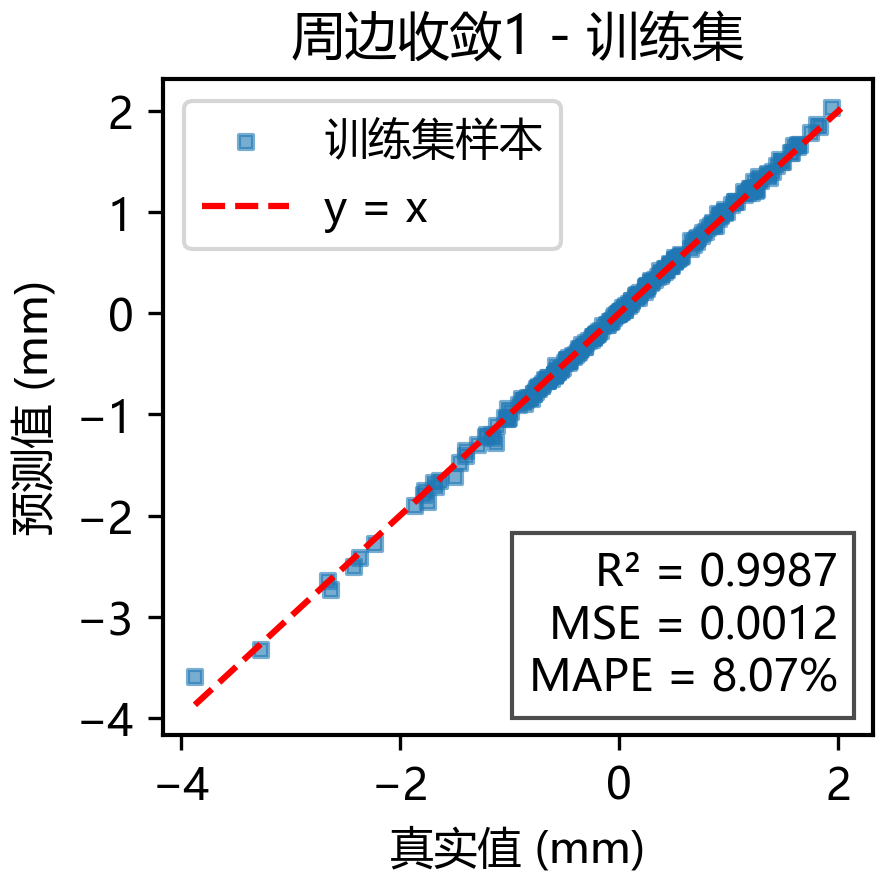 周边收敛1 - 训练集
训练集样本
y = x
预测值 (mm)
2
1
0
−1
−2
−3
−4
R² = 0.9987
MSE = 0.0012
MAPE = 8.07%
−4
−2
0
2
真实值 (mm)